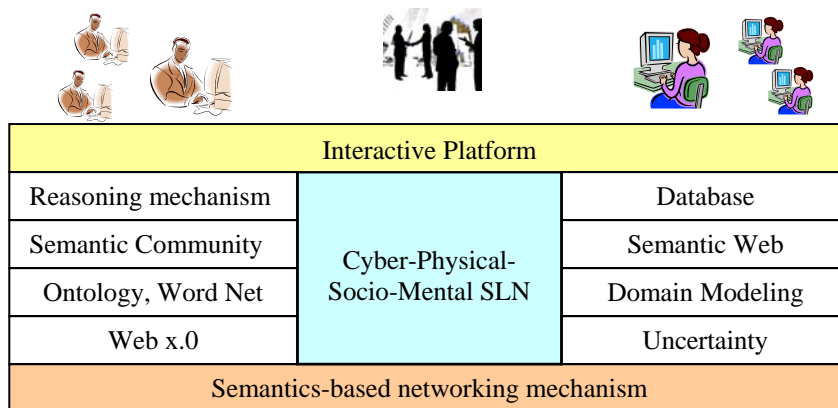 Interactive Platform
Reasoning mechanism
Semantic Community
Ontology, Word Net
Web x.0
Cyber-Physical-
Socio-Mental SLN
Database
Semantic Web
Domain Modeling
Uncertainty
Semantics-based networking mechanism